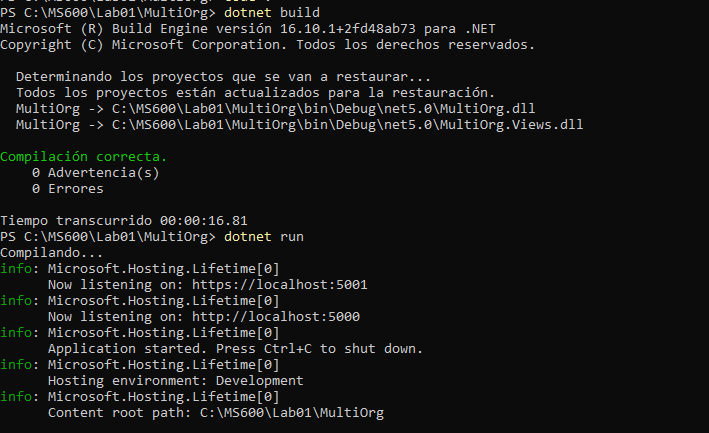 PS C:\MS600\Lab01\MultiOrg> dotnet build
Microsoft (R) Build Engine versión 16.10.1+2fd48ab73 para .NET
Copyright (C) Microsoft Corporation. Todos los derechos reservados.
Determinando los proyectos que se van a restaurar...
Todos los proyectos están actualizados para la restauración.
MultiOrg -> C:\MS600\Lab01\MultiOrg\bin\Debug\net5.0\MultiOrg.dll
MultiOrg -> C:\MS600\Lab01\MultiOrg\bin\Debug\net5.0\MultiOrg.Views.dll
Compilación correcta.
0 Advertencia(s)
0 Errores
Tiempo transcurrido 00:00:16.81
PS C:\MS600\Lab01\MultiOrg> dotnet run
Compilando...
info: Microsoft.Hosting.Lifetime[0]
Now listening on: https://localhost:5001
info: Microsoft.Hosting.Lifetime[0]
Now listening on: http://localhost:5000
info: Microsoft.Hosting.Lifetime[0]
Application started. Press Ctrl+C to shut down.
info: Microsoft.Hosting.Lifetime[0]
Hosting environment: Development
info: Microsoft.Hosting.Lifetime[0]
Content root path: C:\MS600\Lab01\MultiOrg